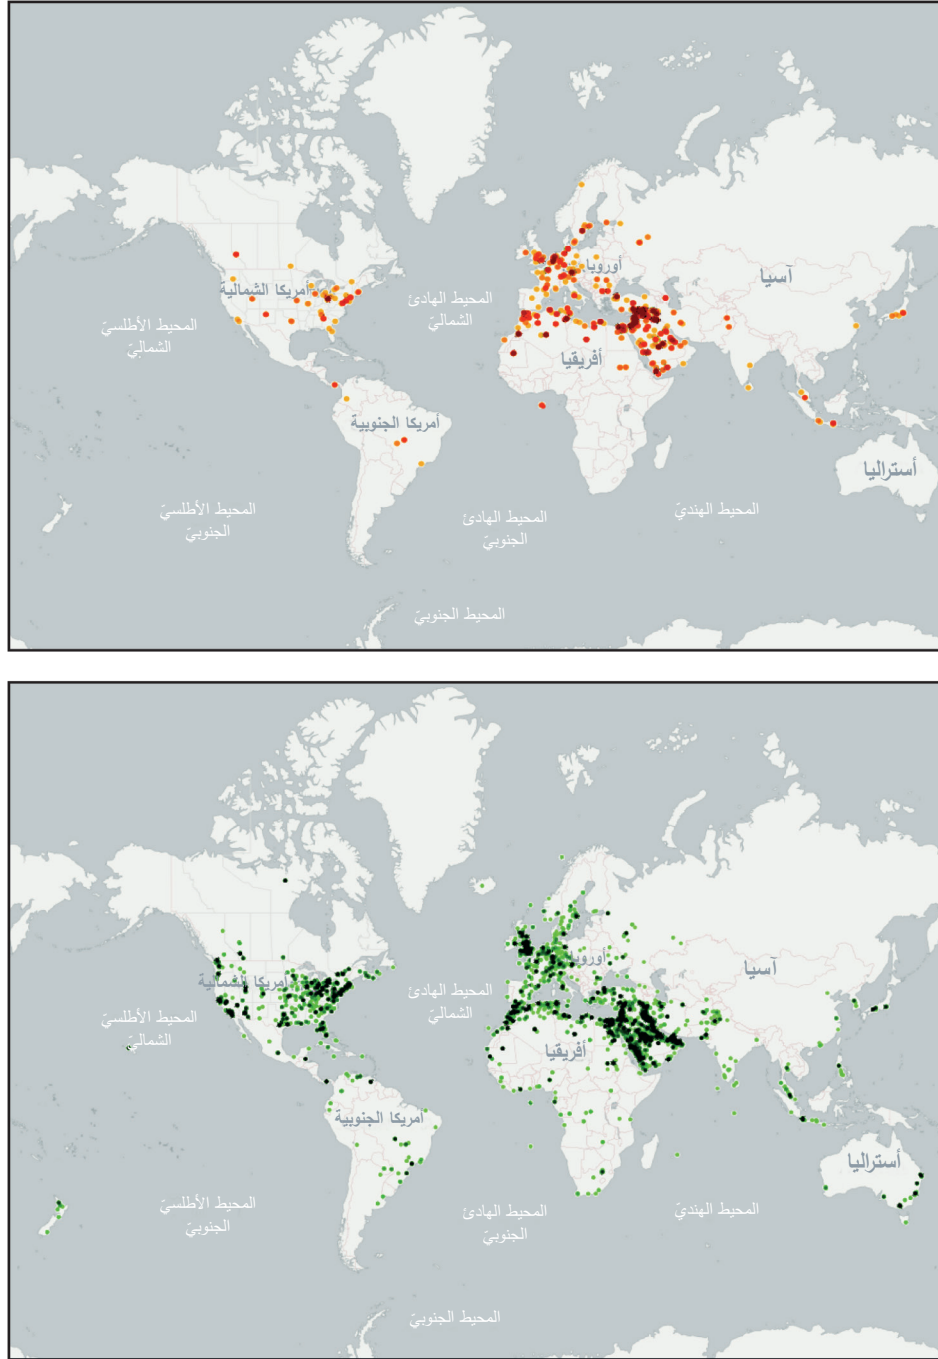 آسيا
أوروبا
أمريكا الشمالية
المحيط الهادئ
الشماليّ
المحيط الأطلسيّ
الشماليّ
أفريقيا
أمريكا الجنوبية
أستراليا
المحيط الهنديّ
المحيط الهادئ
الجنوبيّ
المحيط الأطلسيّ
الجنوبيّ
المحيط الجنوبيّ
آسيا
أوروبا
أمريكا الشمالية
المحيط الهادئ
الشماليّ
المحيط الأطلسيّ
الشماليّ
أفريقيا
أمريكا الجنوبية
أستراليا
المحيط الهنديّ
المحيط الهادئ
الجنوبيّ
المحيط الأطلسيّ
الجنوبيّ
المحيط الجنوبيّ